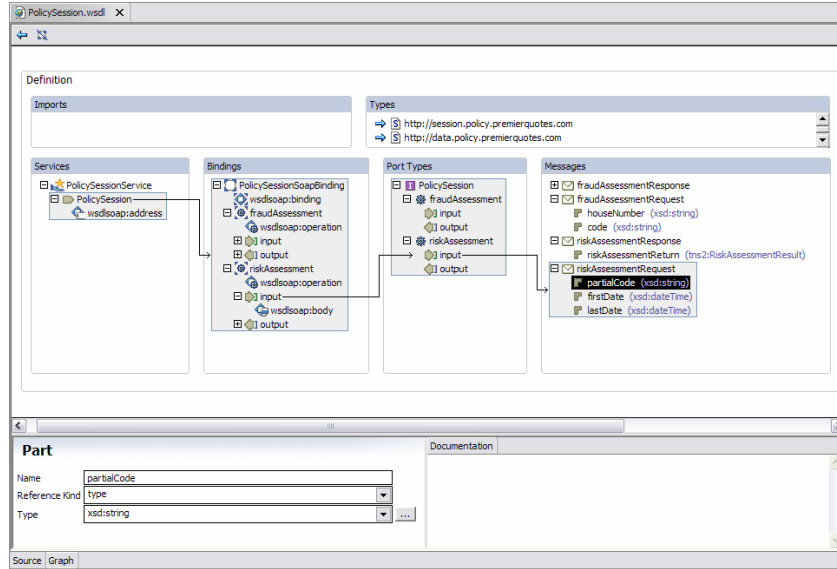 PolicySession.wsdl
Definition
Imports
Types
http://session.policy.premierquotes.com
http://data.policy.premierquotes.com
Services
PolicySessionService
PolicySession
wsdlsoap:address
Bindings
PolicySessionSoapBinding
wsdlsoap:binding
fraudAssessment
wsdlsoap:operation
input
output
riskAssessment
wsdlsoap:operation
input
wsdlsoap:body
output
Port Types
PolicySession
fraudAssessment
input
output
riskAssessment
input
output
Messages
fraudAssessmentResponse
fraudAssessmentRequest
houseNumber (xsd:string)
code (xsd:string)
riskAssessmentResponse
riskAssessmentReturn (tns2:RiskAssessmentResult)
riskAssessmentRequest
partialCode (xsd:string)
firstDate (xsd:dateTime)
lastDate (xsd:dateTime)
Part
Name partialCode
Reference Kind type
Type xsd:string ...
Documentation
Source Graph